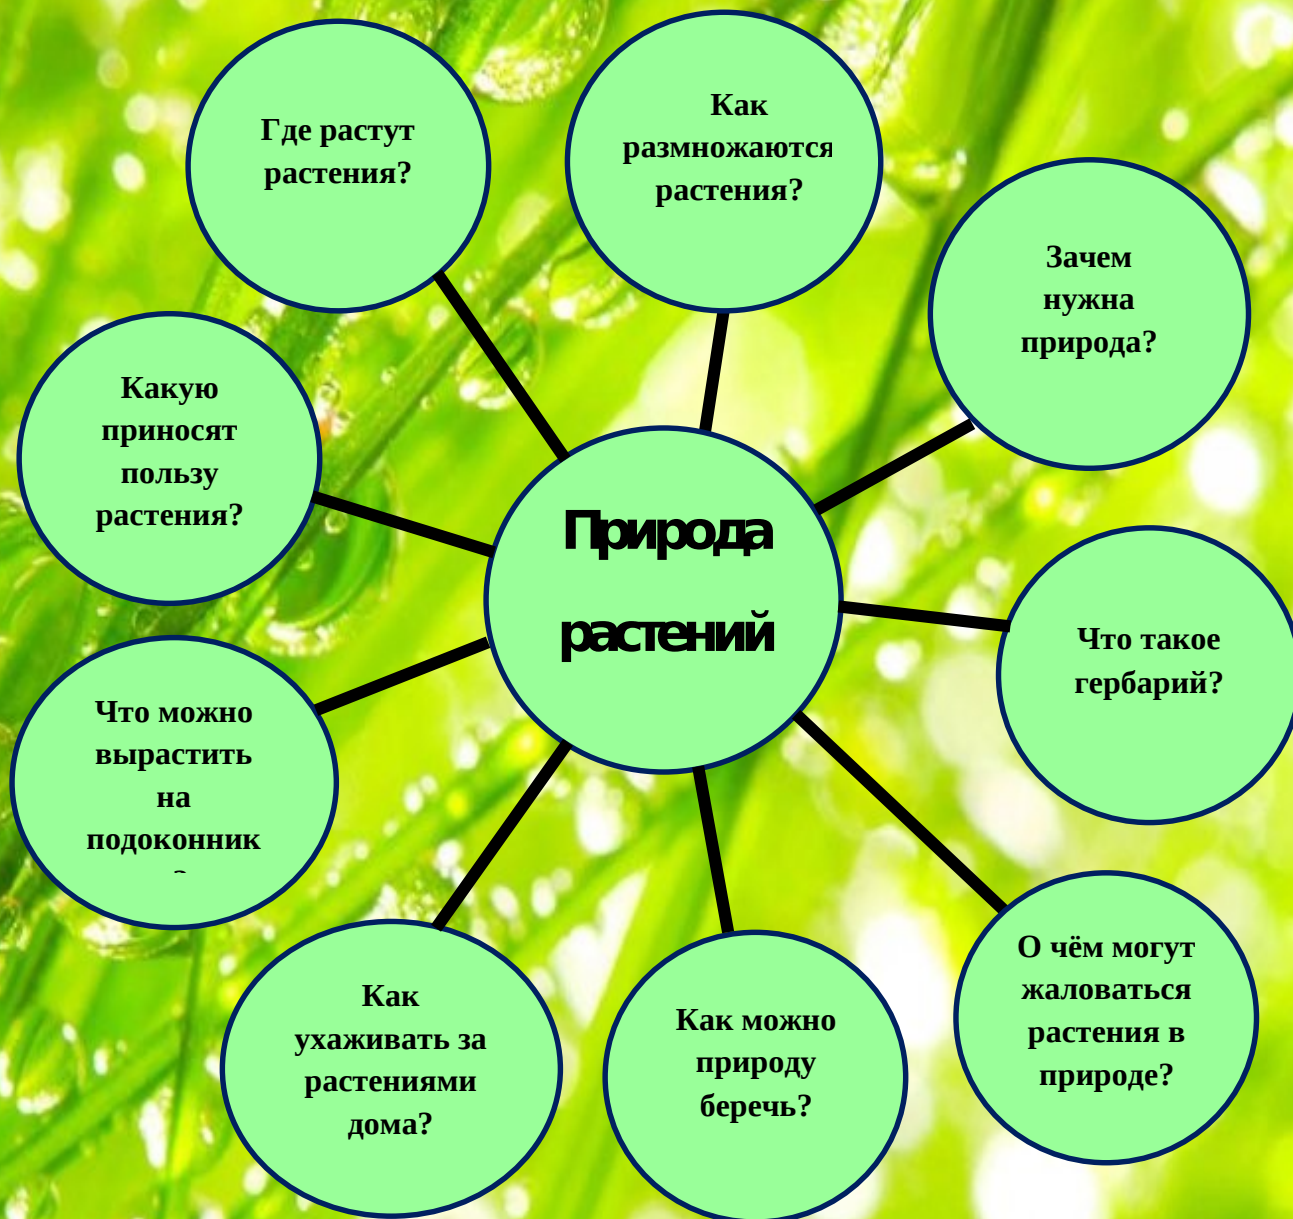 Где растут
растения?
Как
размножаются
растения?
Зачем
нужна
природа?
Какую
приносят
пользу
растения?
Природа
растений
Что такое
гербарий?
Что можно
вырастить
на
подоконник
О чём могут
жаловаться
растения в
природе?
Как
ухаживать за
растениями
дома?
Как можно
природу
беречь?